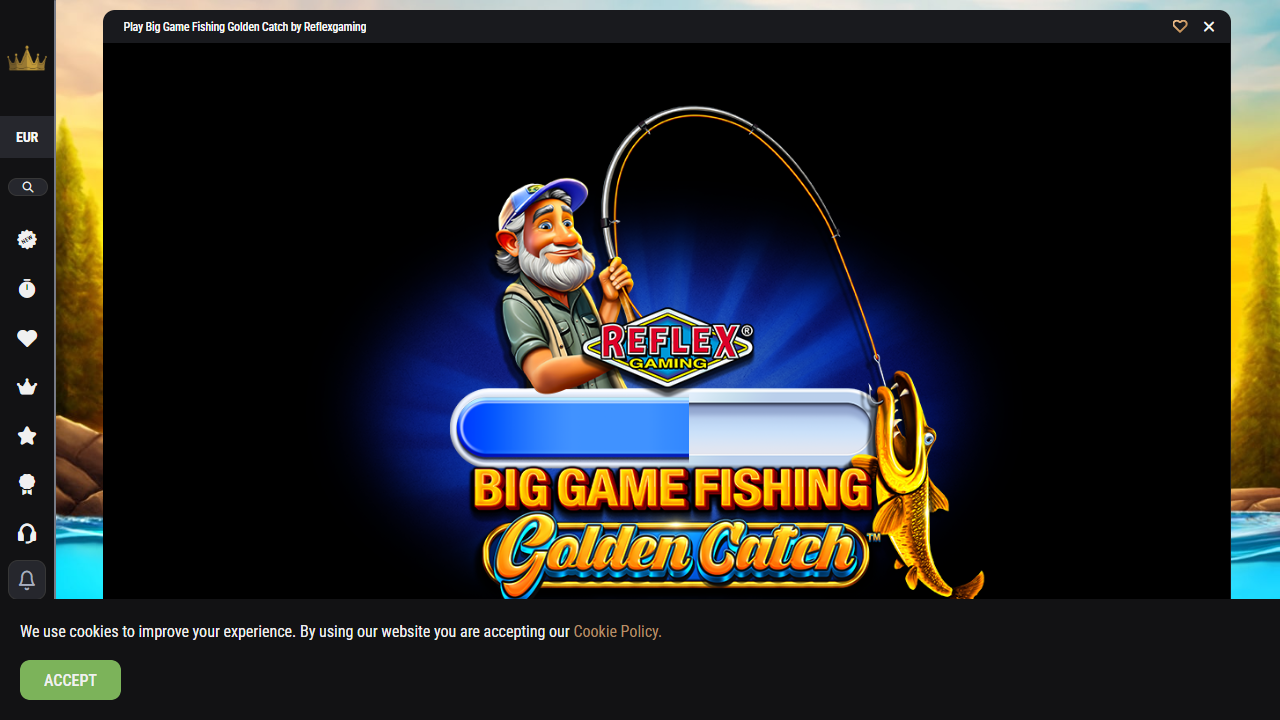 Play Big Game Fishing Golden Catch by Reflexgaming
EUR
NEW
REFLEX®
GAMING
BIG GAME FISHING
Golden Catch™
We use cookies to improve your experience. By using our website you are accepting our Cookie Policy.
ACCEPT